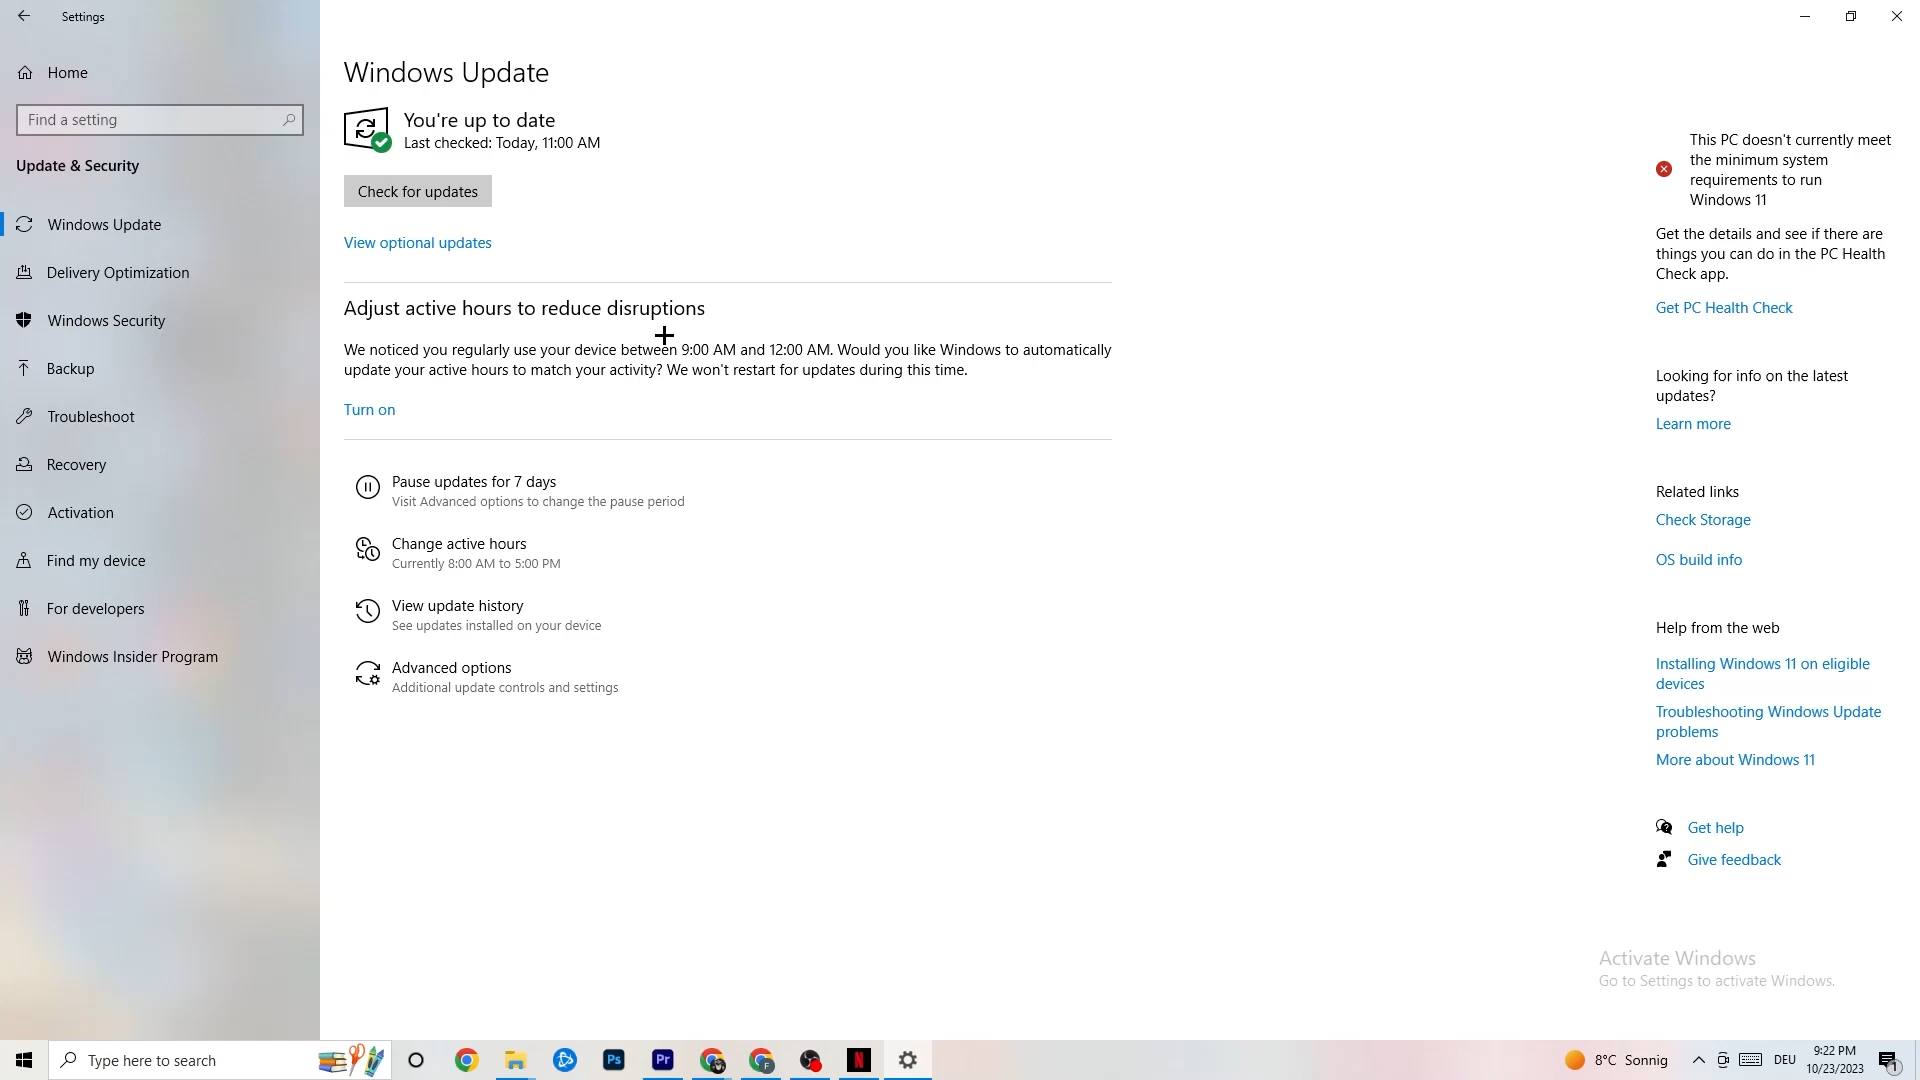 Settings
Home
Find a setting
Update & Security
Windows Update
Delivery Optimization
Windows Security
Backup
Troubleshoot
Recovery
Activation
Find my device
For developers
Windows Insider Program
Windows Update
You're up to date
Last checked: Today, 11:00 AM
Check for updates
View optional updates
Adjust active hours to reduce disruptions
We noticed you regularly use your device between 9:00 AM and 12:00 AM. Would you like Windows to automatically
update your active hours to match your activity? We won't restart for updates during this time.
Turn on
Pause updates for 7 days
Visit Advanced options to change the pause period
Change active hours
Currently 8:00 AM to 5:00 PM
View update history
See updates installed on your device
Advanced options
Additional update controls and settings
This PC doesn't currently meet
the minimum system
requirements to run
Windows 11
Get the details and see if there are
things you can do in the PC Health
Check app.
Get PC Health Check
Looking for info on the latest
updates?
Learn more
Related links
Check Storage
OS build info
Help from the web
Installing Windows 11 on eligible
devices
Troubleshooting Windows Update
problems
More about Windows 11
Get help
Give feedback
Activate Windows
Go to Settings to activate Windows.
Type here to search
Ps
Pr
F
N
8°C Sonnig
DEU
9:22 PM
10/23/2023
1